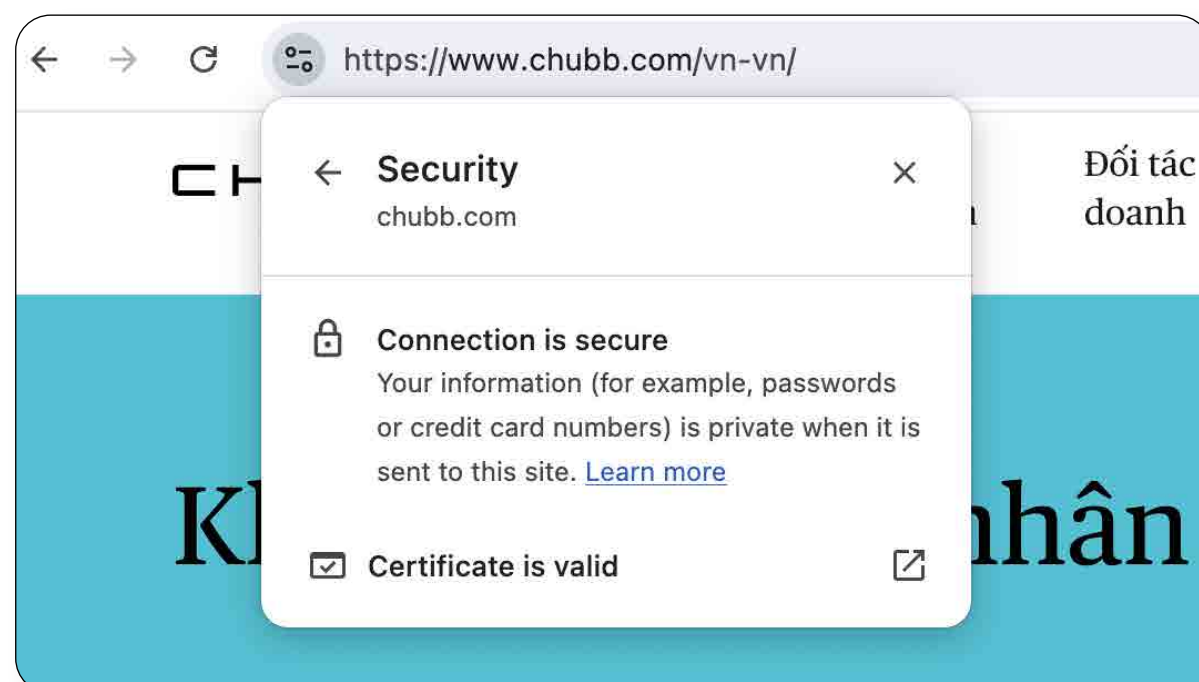 https://www.chubb.com/vn-vn/
Security
chubb.com
Đối tác
doanh
Connection is secure
Your information (for example, passwords
or credit card numbers) is private when it is
sent to this site. Learn more
nhân
Certificate is valid